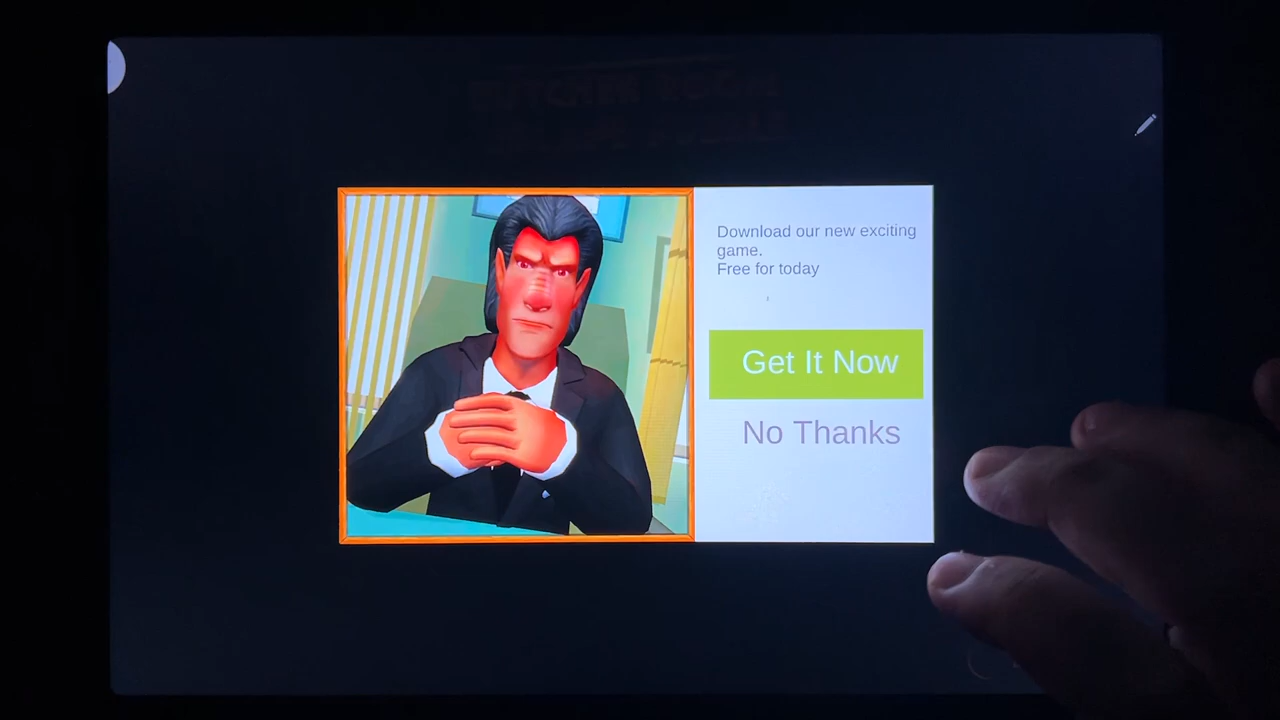 Download our new exciting
game.
Free for today
Get It Now
No Thanks